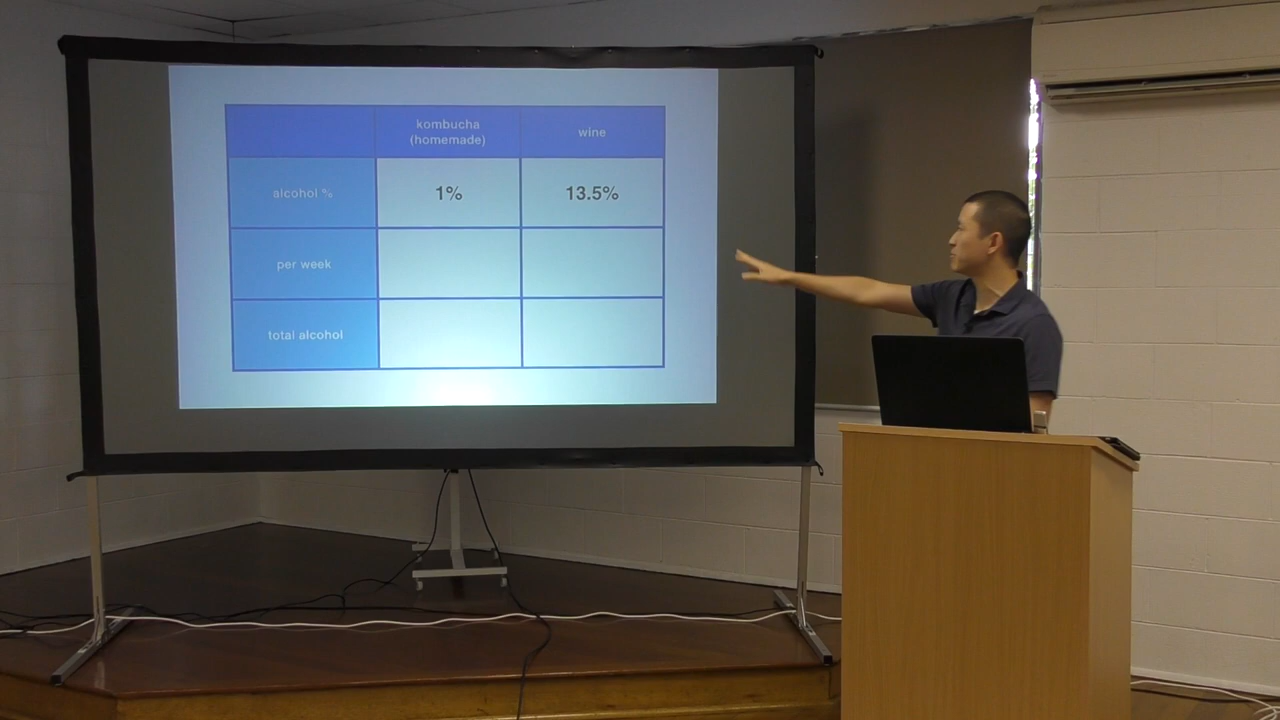 kombucha
(homemade)
wine
alcohol %
1%
13.5%
per week
total alcohol